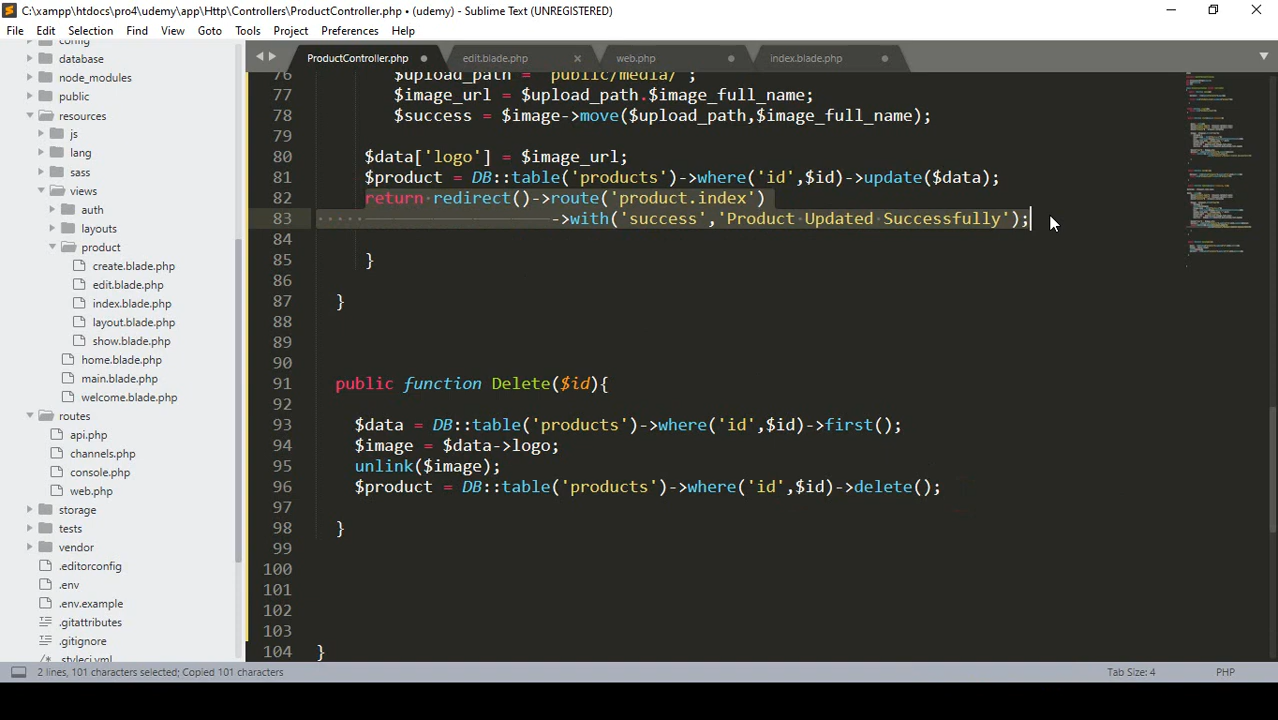 C:\xampp\htdocs\pro4\udemy\app\Http\Controllers\ProductController.php • (udemy) - Sublime Text (UNREGISTERED)
File Edit Selection Find View Goto Tools Project Preferences Help
config
database
node_modules
public
resources
js
lang
sass
views
auth
layouts
product
create.blade.php
edit.blade.php
index.blade.php
layout.blade.php
show.blade.php
home.blade.php
main.blade.php
welcome.blade.php
routes
api.php
channels.php
console.php
web.php
storage
tests
vendor
.editorconfig
.env
.env.example
.gitattributes
.gitignore
.styleci.yml
ProductController.php edit.blade.php web.php index.blade.php
76 $upload_path = 'public/media/';
77 $image_url = $upload_path.$image_full_name;
78 $success = $image->move($upload_path,$image_full_name);
79
80 $data['logo'] = $image_url;
81 $product = DB::table('products')->where('id',$id)->update($data);
82 return redirect()->route('product.index')
83 ->with('success','Product Updated Successfully');
84
85 }
86
87 }
88
89
90
91 public function Delete($id){
92
93 $data = DB::table('products')->where('id',$id)->first();
94 $image = $data->logo;
95 unlink($image);
96 $product = DB::table('products')->where('id',$id)->delete();
97
98 }
99
100
101
102
103
104 }
2 lines, 101 characters selected; Copied 101 characters
Tab Size: 4
PHP